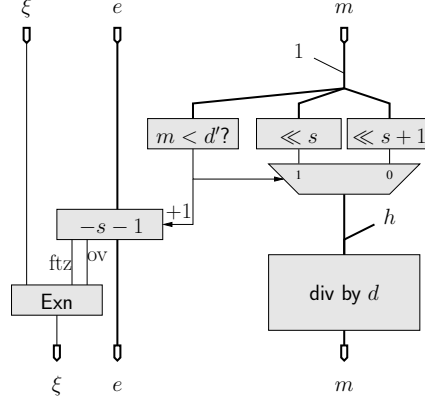 ξ e m
1
m < d′? ≪ s ≪ s + 1
1 0
+1
−s − 1
h
ftz ov
div by d
Exn
ξ e m